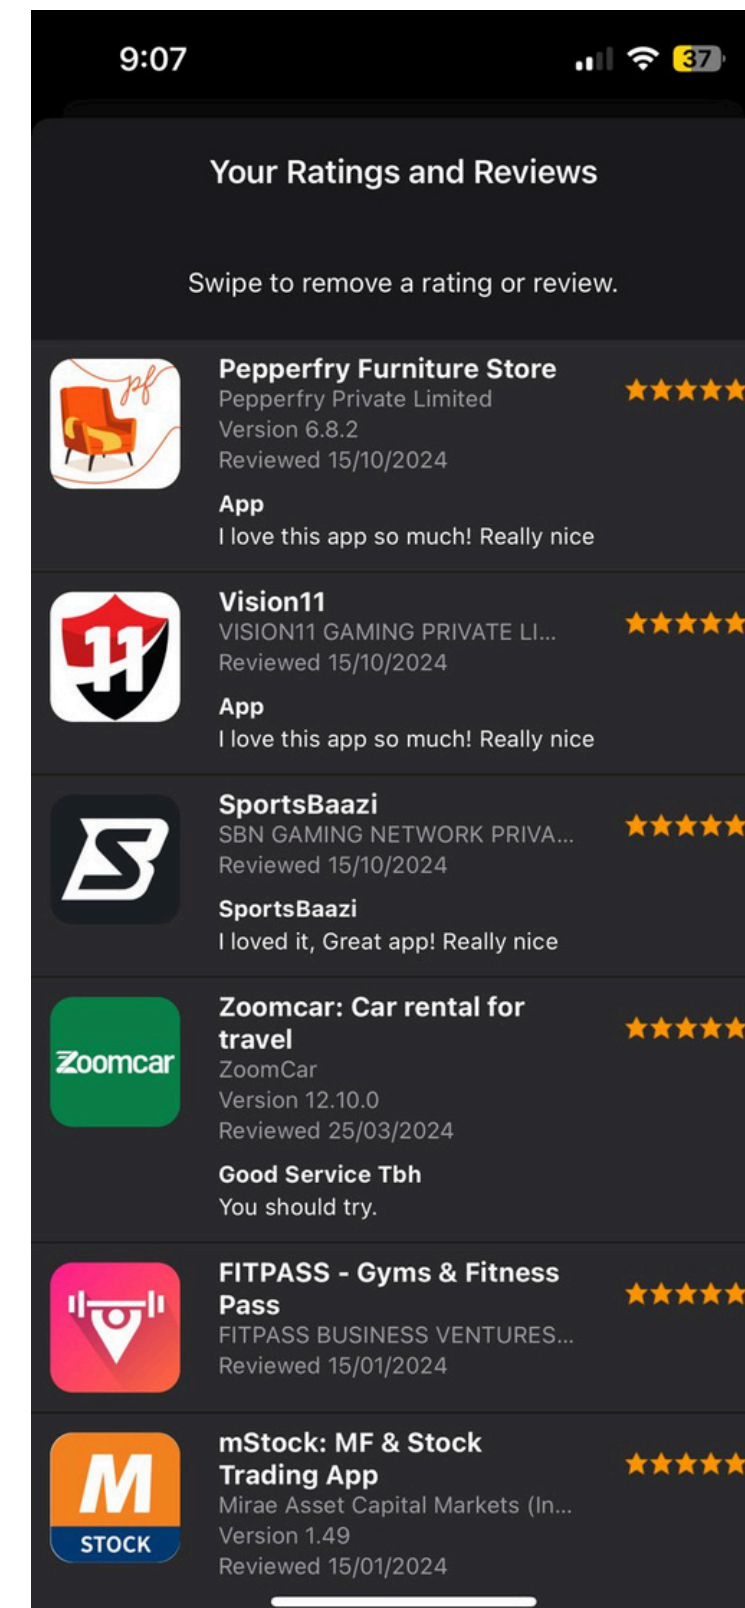 9:07
37
Your Ratings and Reviews
Swipe to remove a rating or review.
pf
Pepperfry Furniture Store
Pepperfry Private Limited
Version 6.8.2
Reviewed 15/10/2024
App
I love this app so much! Really nice
11
Vision11
VISION11 GAMING PRIVATE LI...
Reviewed 15/10/2024
App
I love this app so much! Really nice
SB
SportsBaazi
SBN GAMING NETWORK PRIVA...
Reviewed 15/10/2024
SportsBaazi
I loved it, Great app! Really nice
Zoomcar
Zoomcar: Car rental for
travel
ZoomCar
Version 12.10.0
Reviewed 25/03/2024
Good Service Tbh
You should try.
FITPASS - Gyms & Fitness
Pass
FITPASS BUSINESS VENTURES...
Reviewed 15/01/2024
M
STOCK
mStock: MF & Stock
Trading App
Mirae Asset Capital Markets (In...
Version 1.49
Reviewed 15/01/2024